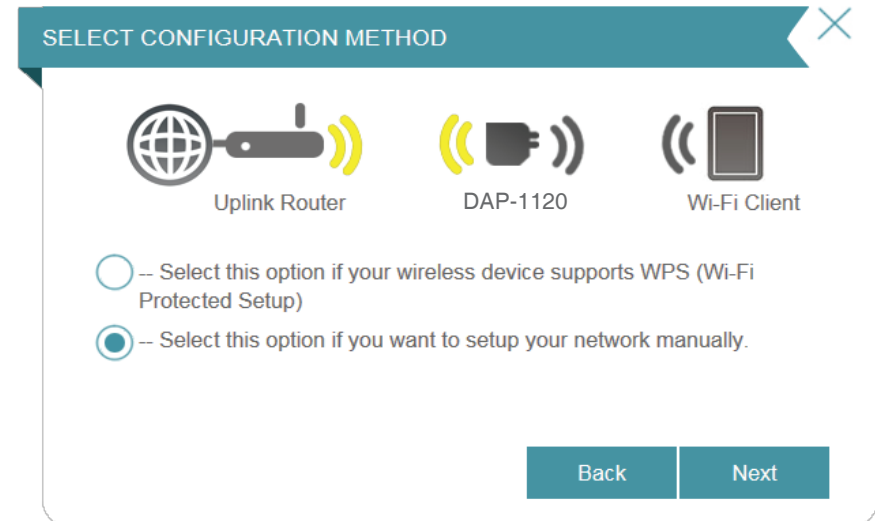 SELECT CONFIGURATION METHOD
Uplink Router
DAP-1120
Wi-Fi Client
-- Select this option if your wireless device supports WPS (Wi-Fi
Protected Setup)
-- Select this option if you want to setup your network manually.
Back
Next